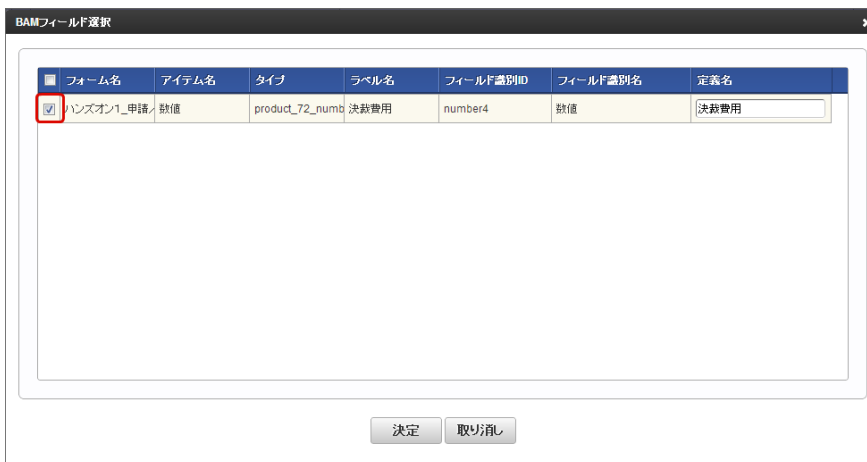 BAMフィールド選択
フォーム名 アイテム名 タイプ ラベル名 フィールド識別ID フィールド識別名 定義名
ハンズオン1_申請 数値 product_72_numb 決裁費用 number4 数値 決裁費用
決定 取り消し